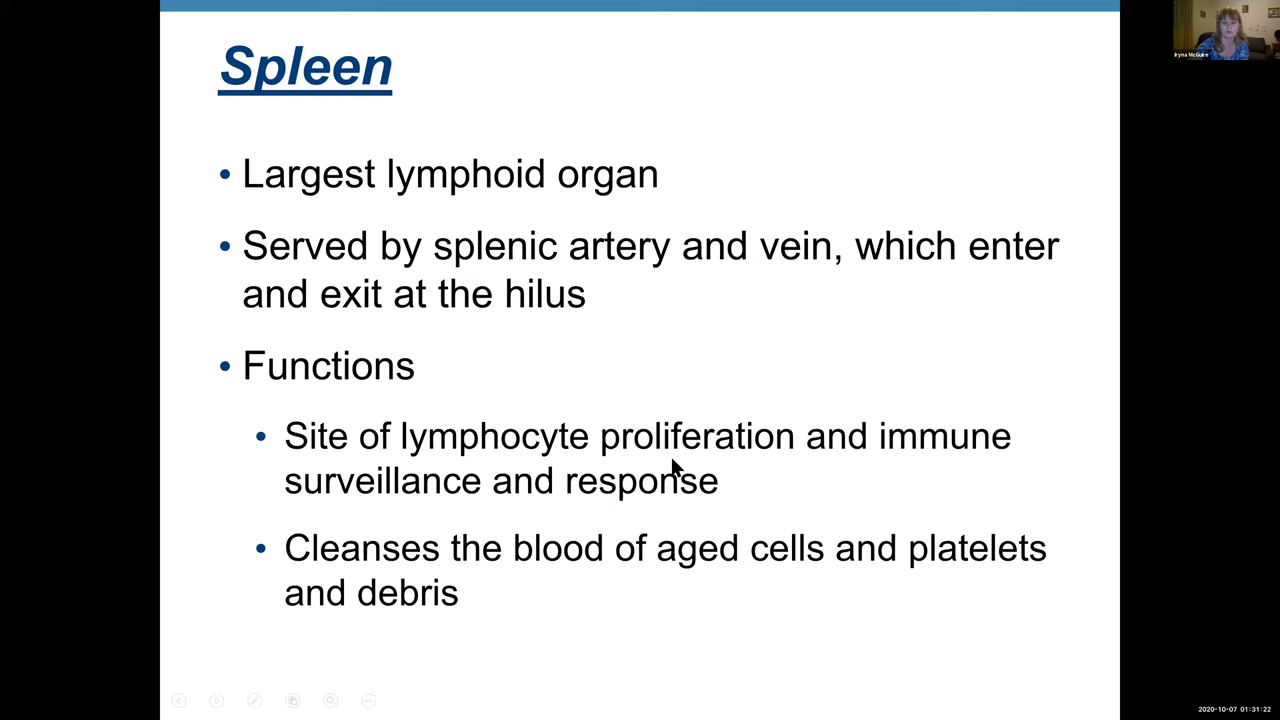 Spleen
• Largest lymphoid organ
• Served by splenic artery and vein, which enter
and exit at the hilus
• Functions
• Site of lymphocyte proliferation and immune
surveillance and response
• Cleanses the blood of aged cells and platelets
and debris
Iryna McGuire
2020-10-07 01:31:22